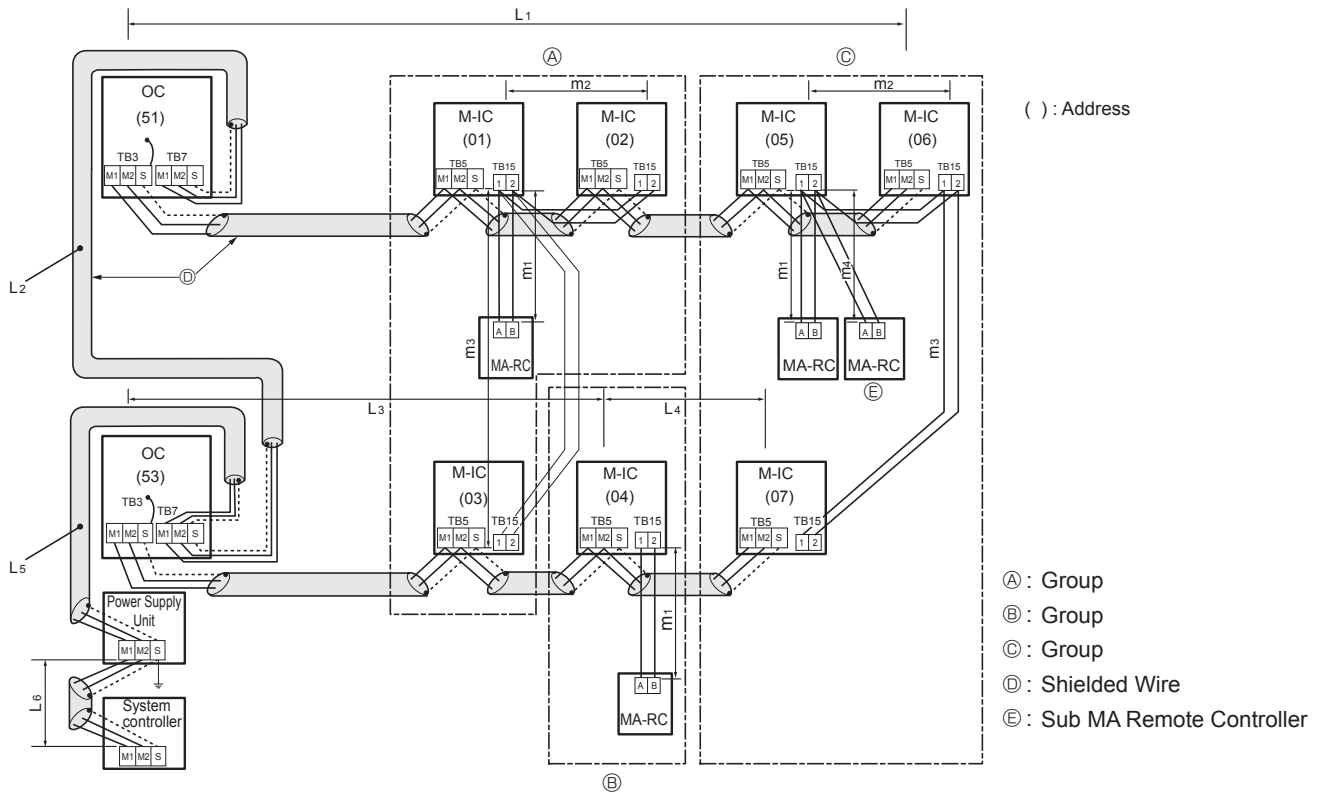 L1
Ⓐ
Ⓒ
m2
m2
( ) : Address
OC
(51)
TB3
TB7
M1 M2 S
M1 M2 S
M-IC
(01)
TB5
TB15
M1 M2 S
1 2
M-IC
(02)
TB5
TB15
M1 M2 S
1 2
M-IC
(05)
TB5
TB15
M1 M2 S
1 2
M-IC
(06)
TB5
TB15
M1 M2 S
1 2
L2
Ⓓ
m1
m3
A B
MA-RC
m1
m4
m3
A B
MA-RC
A B
MA-RC
Ⓔ
L3
L4
OC
(53)
TB3
TB7
M1 M2 S
M1 M2 S
M-IC
(03)
TB5
TB15
M1 M2 S
1 2
M-IC
(04)
TB5
TB15
M1 M2 S
1 2
M-IC
(07)
TB5
TB15
M1 M2 S
1 2
L5
Power Supply
Unit
M1 M2 S
L6
System
controller
M1 M2 S
m1
A B
MA-RC
Ⓑ
Ⓐ : Group
Ⓑ : Group
Ⓒ : Group
Ⓓ : Shielded Wire
Ⓔ : Sub MA Remote Controller